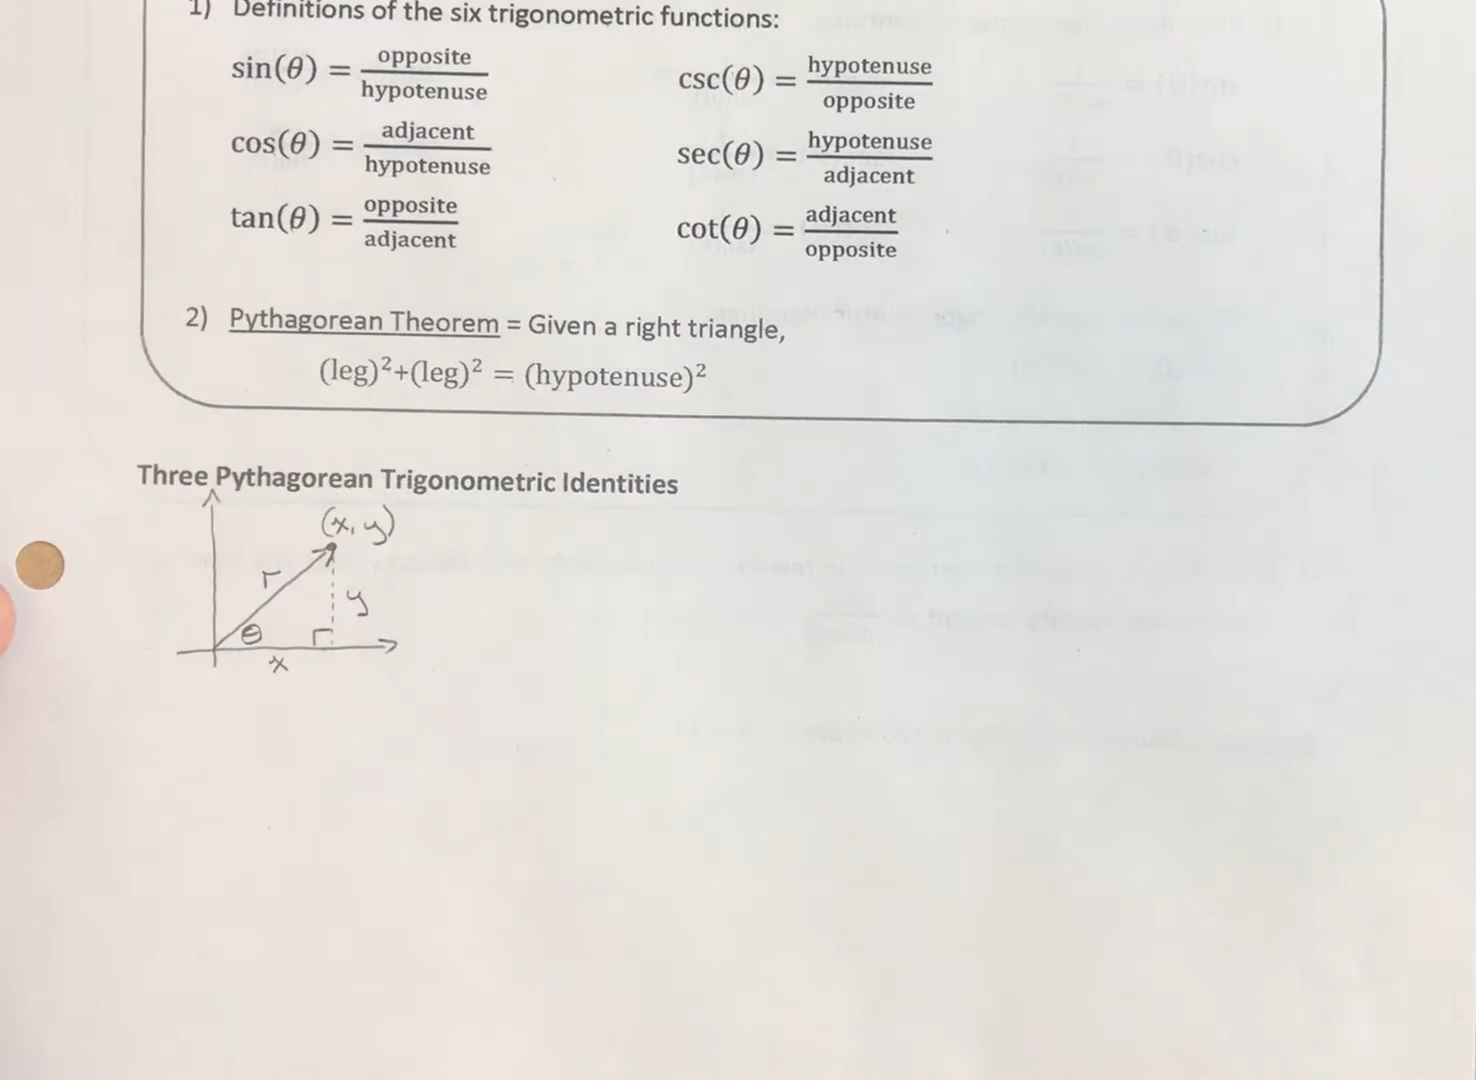 1) Definitions of the six trigonometric functions:
sin(θ) = opposite/hypotenuse csc(θ) = hypotenuse/opposite
cos(θ) = adjacent/hypotenuse sec(θ) = hypotenuse/adjacent
tan(θ) = opposite/adjacent cot(θ) = adjacent/opposite
2) Pythagorean Theorem = Given a right triangle,
(leg)²+(leg)² = (hypotenuse)²
Three Pythagorean Trigonometric Identities
(x, y)
r
y
θ
x